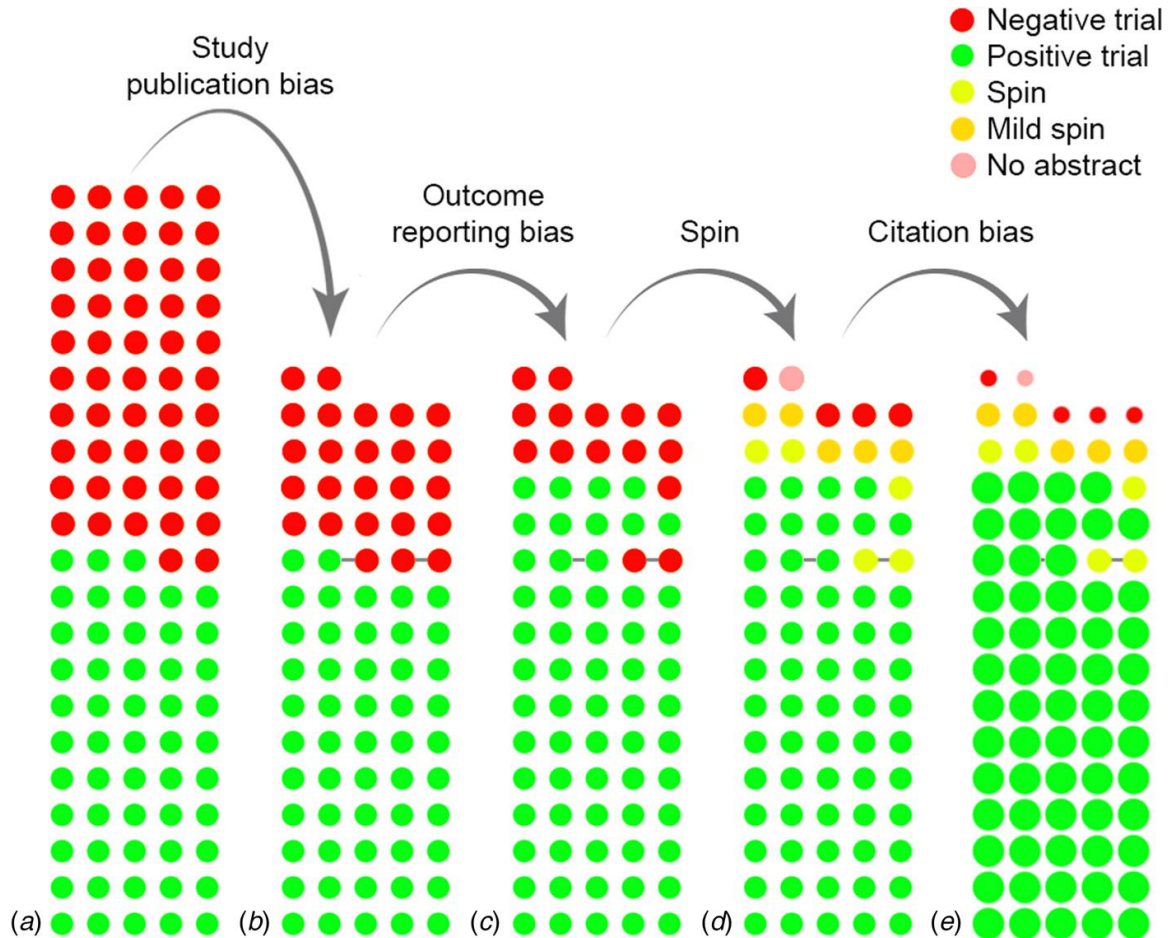 Negative trial
Positive trial
Spin
Mild spin
No abstract
Study
publication bias
Outcome
reporting bias
Spin
Citation bias
(a)
(b)
(c)
(d)
(e)